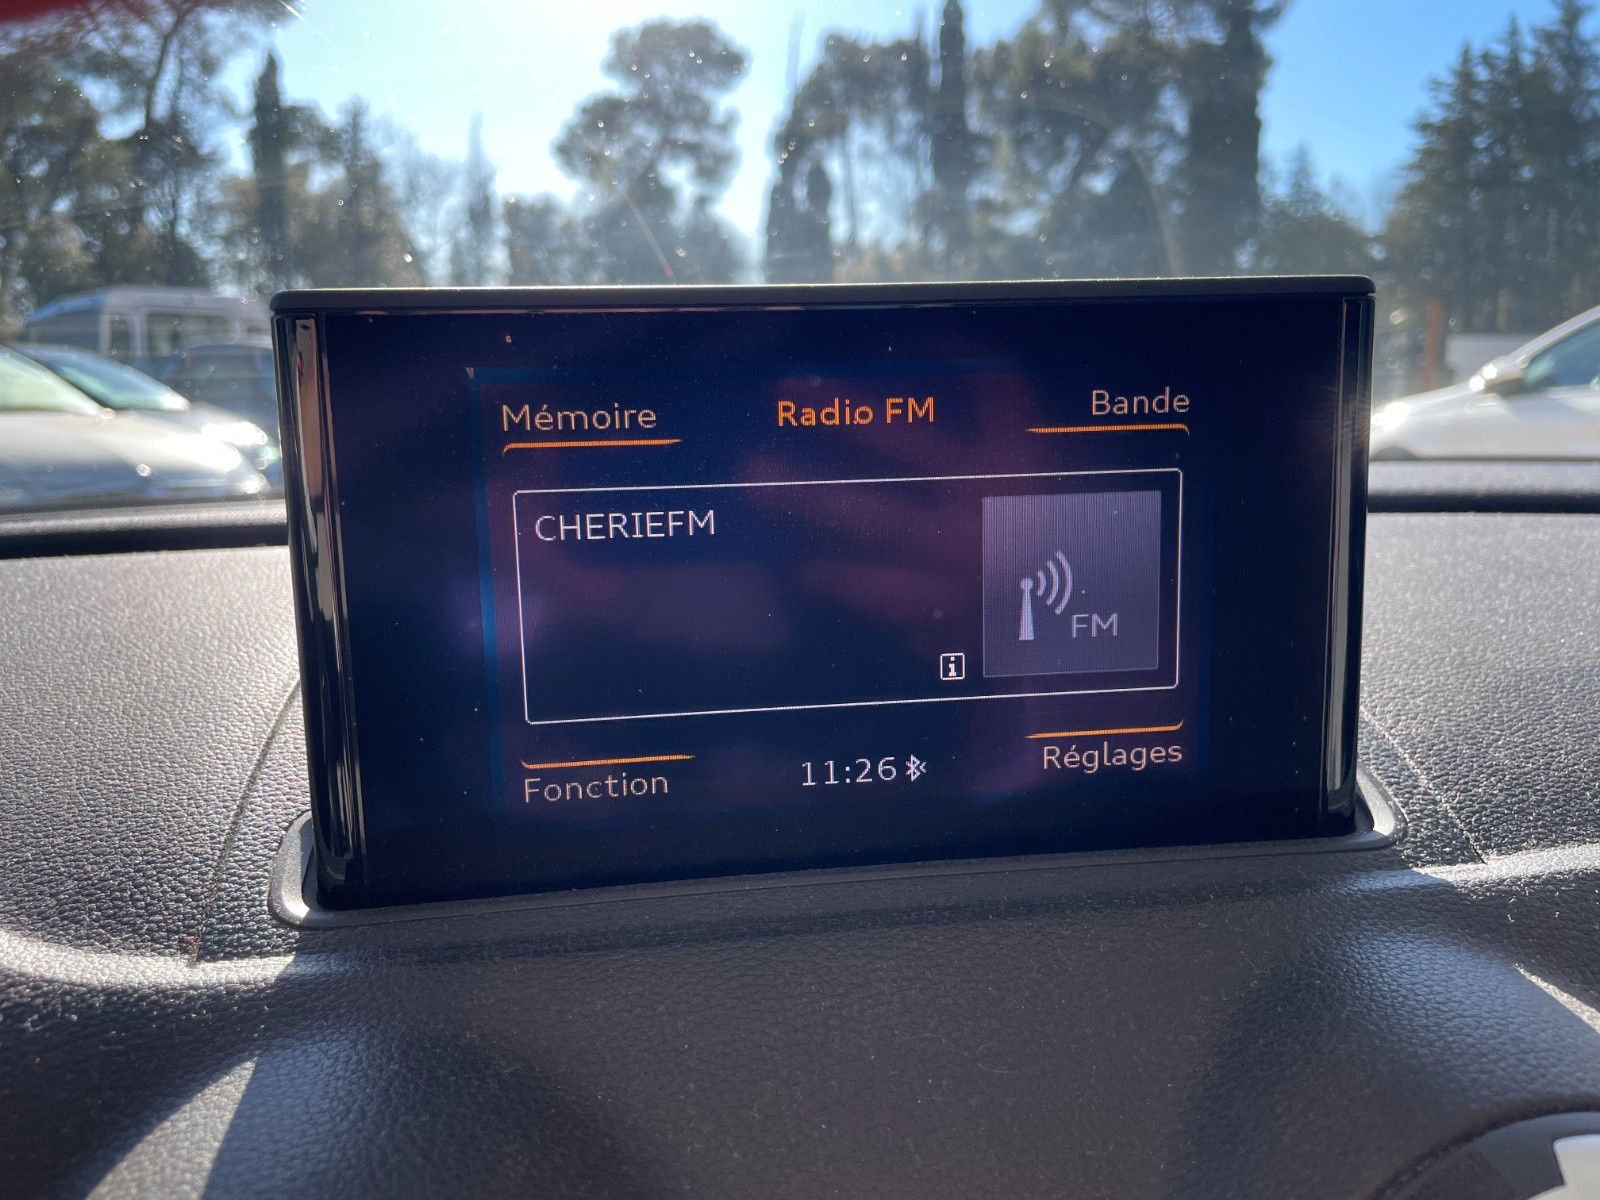 Mémoire
Radio FM
Bande
CHERIEFM
FM
i
Fonction
11:26
Réglages